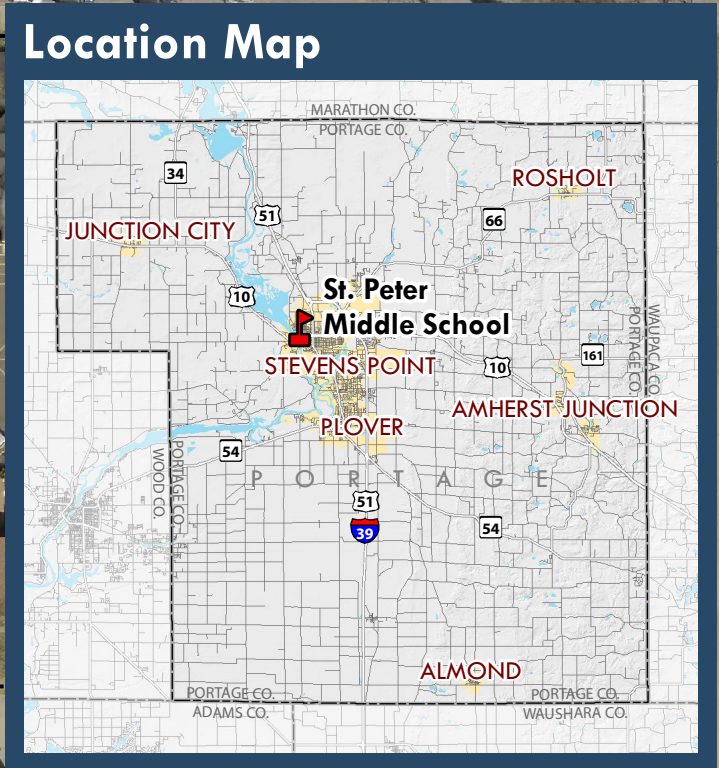 Location Map
MARATHON CO.
PORTAGE CO.
34
ROSHOLT
51
66
JUNCTION CITY
10
St. Peter
Middle School
WAUPACA CO.
PORTAGE CO.
161
STEVENS POINT
10
AMHERST JUNCTION
PLOVER
54
PORTAGE CO.
WOOD CO.
PORTAGE
51
39
54
ALMOND
PORTAGE CO.
ADAMS CO.
PORTAGE CO.
WAUSHARA CO.